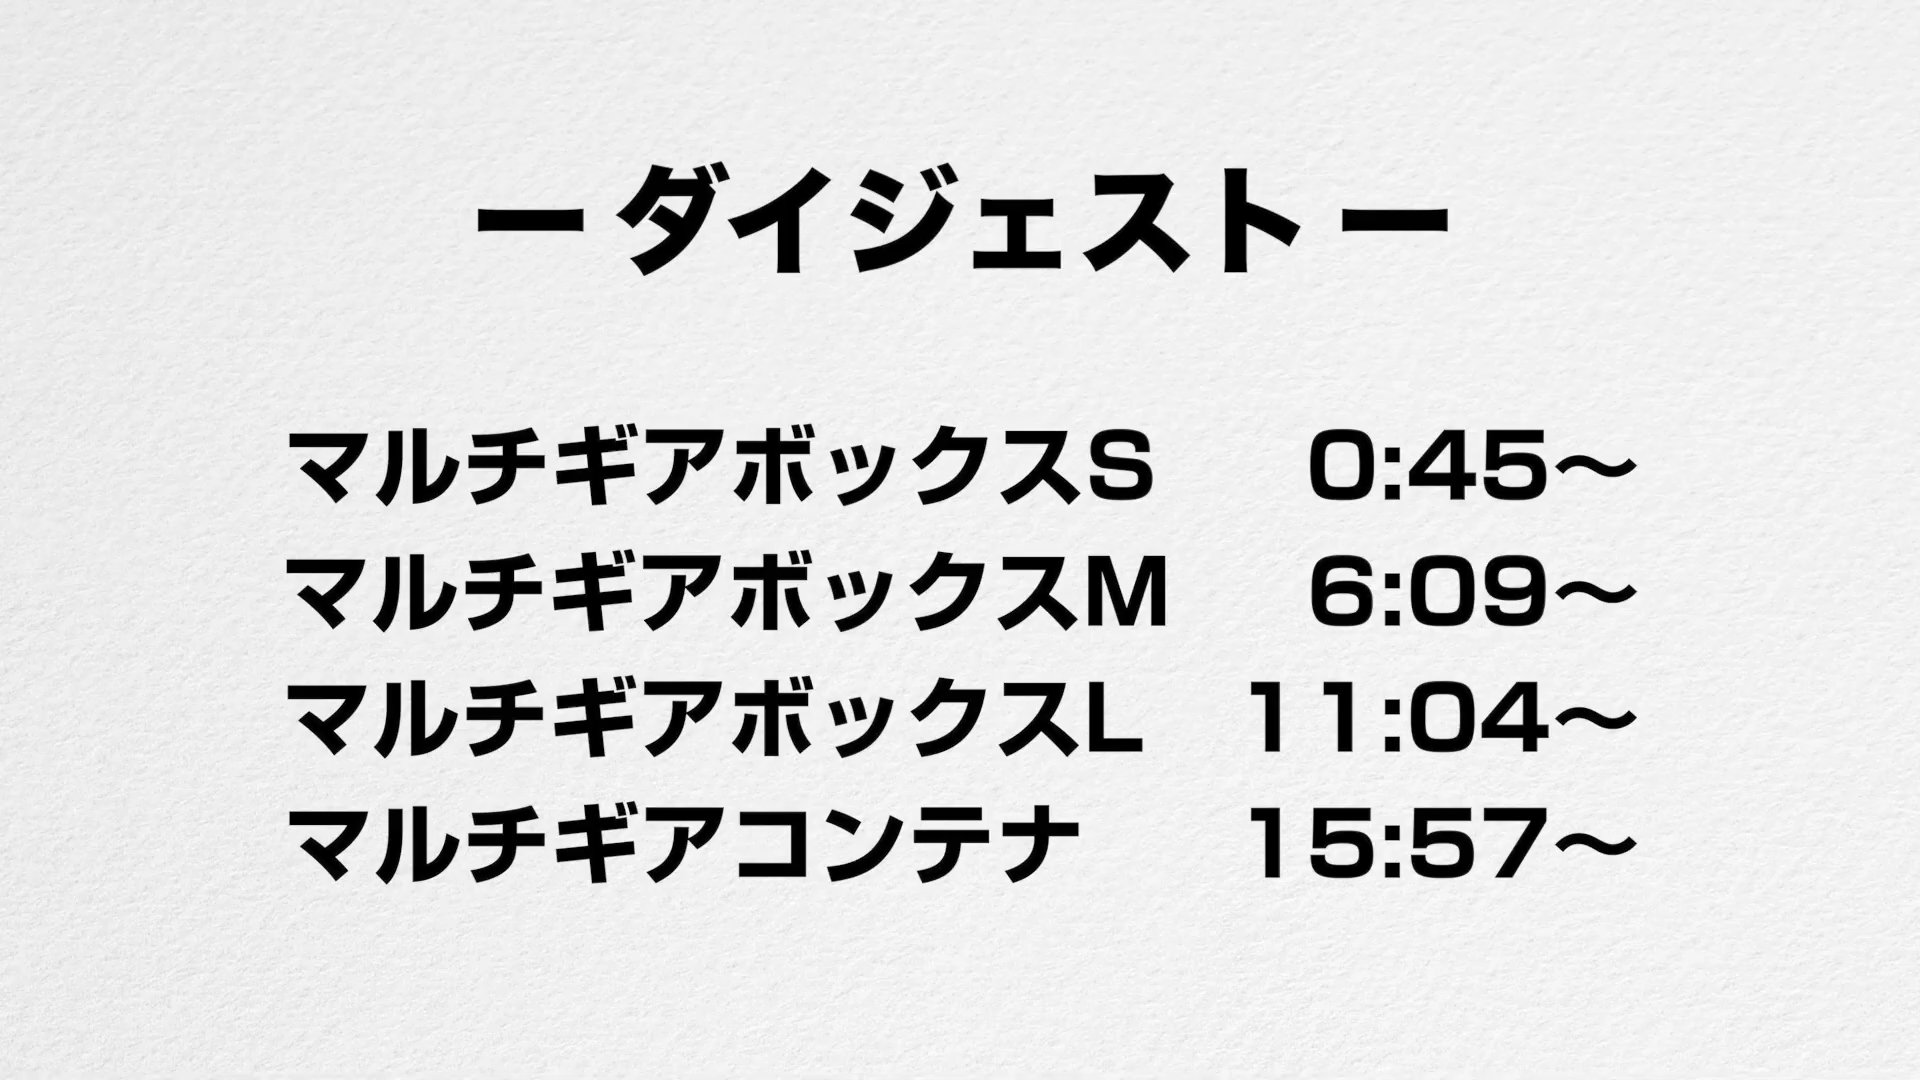 ー ダイジェスト ー
マルチギアボックスS 0:45～
マルチギアボックスM 6:09～
マルチギアボックスL 11:04～
マルチギアコンテナ 15:57～